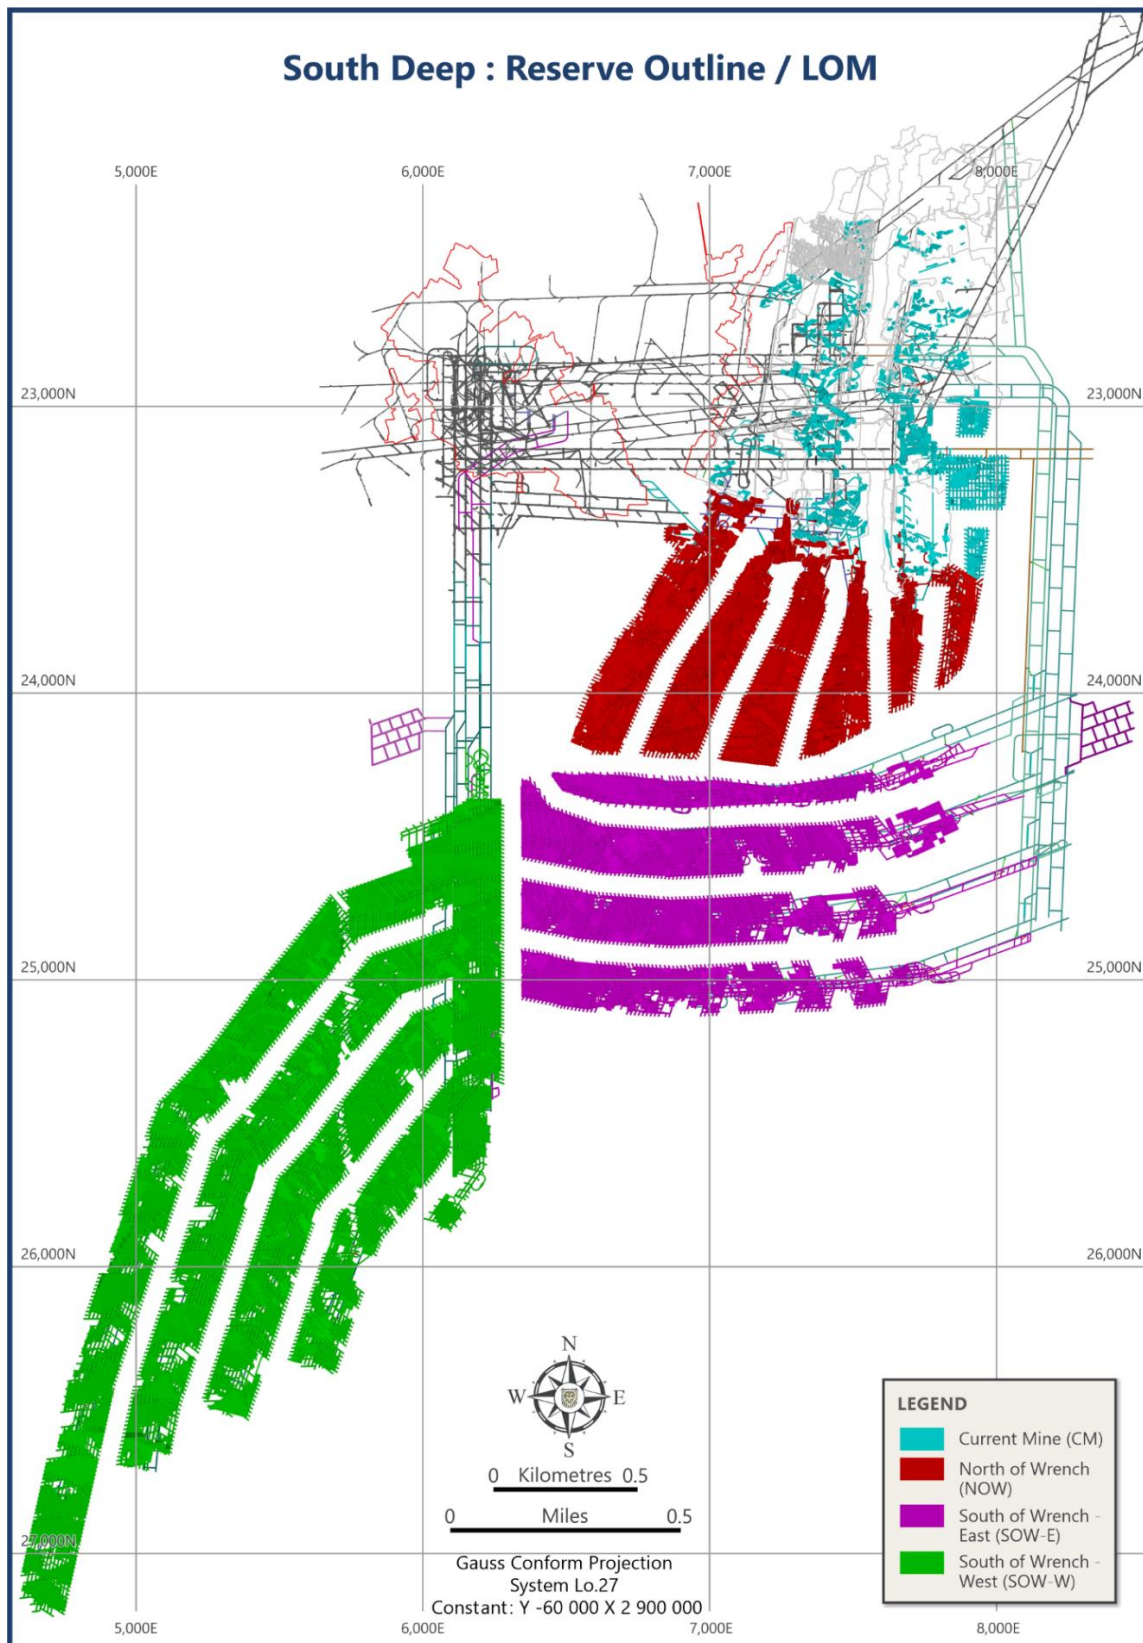 South Deep : Reserve Outline / LOM
5,000E 6,000E 7,000E 8,000E
23,000N 23,000N
24,000N 24,000N
25,000N 25,000N
26,000N 26,000N
N
W E
S
0 Kilometres 0.5
0 Miles 0.5
Gauss Conform Projection
System Lo.27
Constant: Y -60 000 X 2 900 000
LEGEND
Current Mine (CM)
North of Wrench
(NOW)
South of Wrench -
East (SOW-E)
South of Wrench -
West (SOW-W)
27,000N 27,000N
5,000E 6,000E 7,000E 8,000E